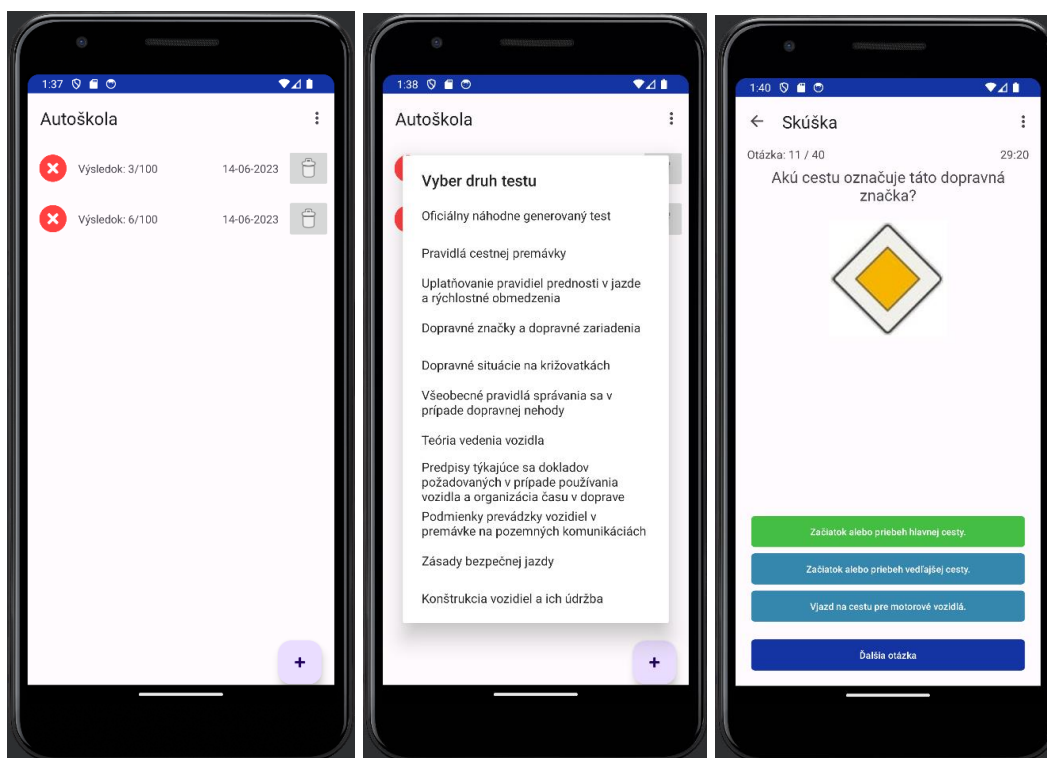 1:37
Autoškola
Výsledok: 3/100 14-06-2023
Výsledok: 6/100 14-06-2023
+
1:38
Autoškola
Vyber druh testu
Oficiálny náhodne generovaný test
Pravidlá cestnej premávky
Uplatňovanie pravidiel prednosti v jazde
a rýchlostné obmedzenia
Dopravné značky a dopravné zariadenia
Dopravné situácie na križovatkách
Všeobecné pravidlá správania sa v
prípade dopravnej nehody
Teória vedenia vozidla
Predpisy týkajúce sa dokladov
požadovaných v prípade používania
vozidla a organizácia času v doprave
Podmienky prevádzky vozidiel v
premávke na pozemných komunikáciách
Zásady bezpečnej jazdy
Konštrukcia vozidiel a ich údržba
+
1:40
Skúška
Otázka: 11 / 40 29:20
Akú cestu označuje táto dopravná
značka?
Začiatok alebo priebeh hlavnej cesty.
Začiatok alebo priebeh vedľajšej cesty.
Vjazd na cestu pre motorové vozidlá.
Ďalšia otázka